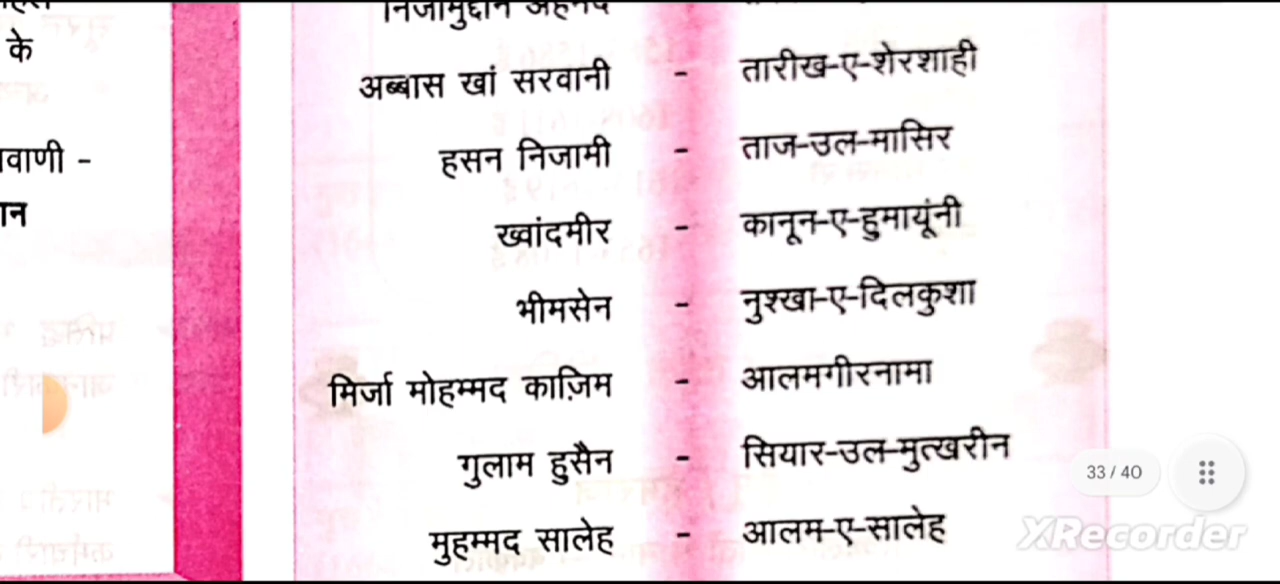 के
अब्बास खां सरवानी - तारीख-ए-शेरशाही
वाणी -
हसन निजामी - ताज-उल-मासिर
ख्वांदमीर - कानून-ए-हुमायूंनी
भीमसेन - नुश्खा-ए-दिलकुशा
मिर्जा मोहम्मद काज़िम - आलमगीरनामा
गुलाम हुसैन - सियार-उल-मुत्खरीन
33 / 40
मुहम्मद सालेह - आलम-ए-सालेह
XRecorder